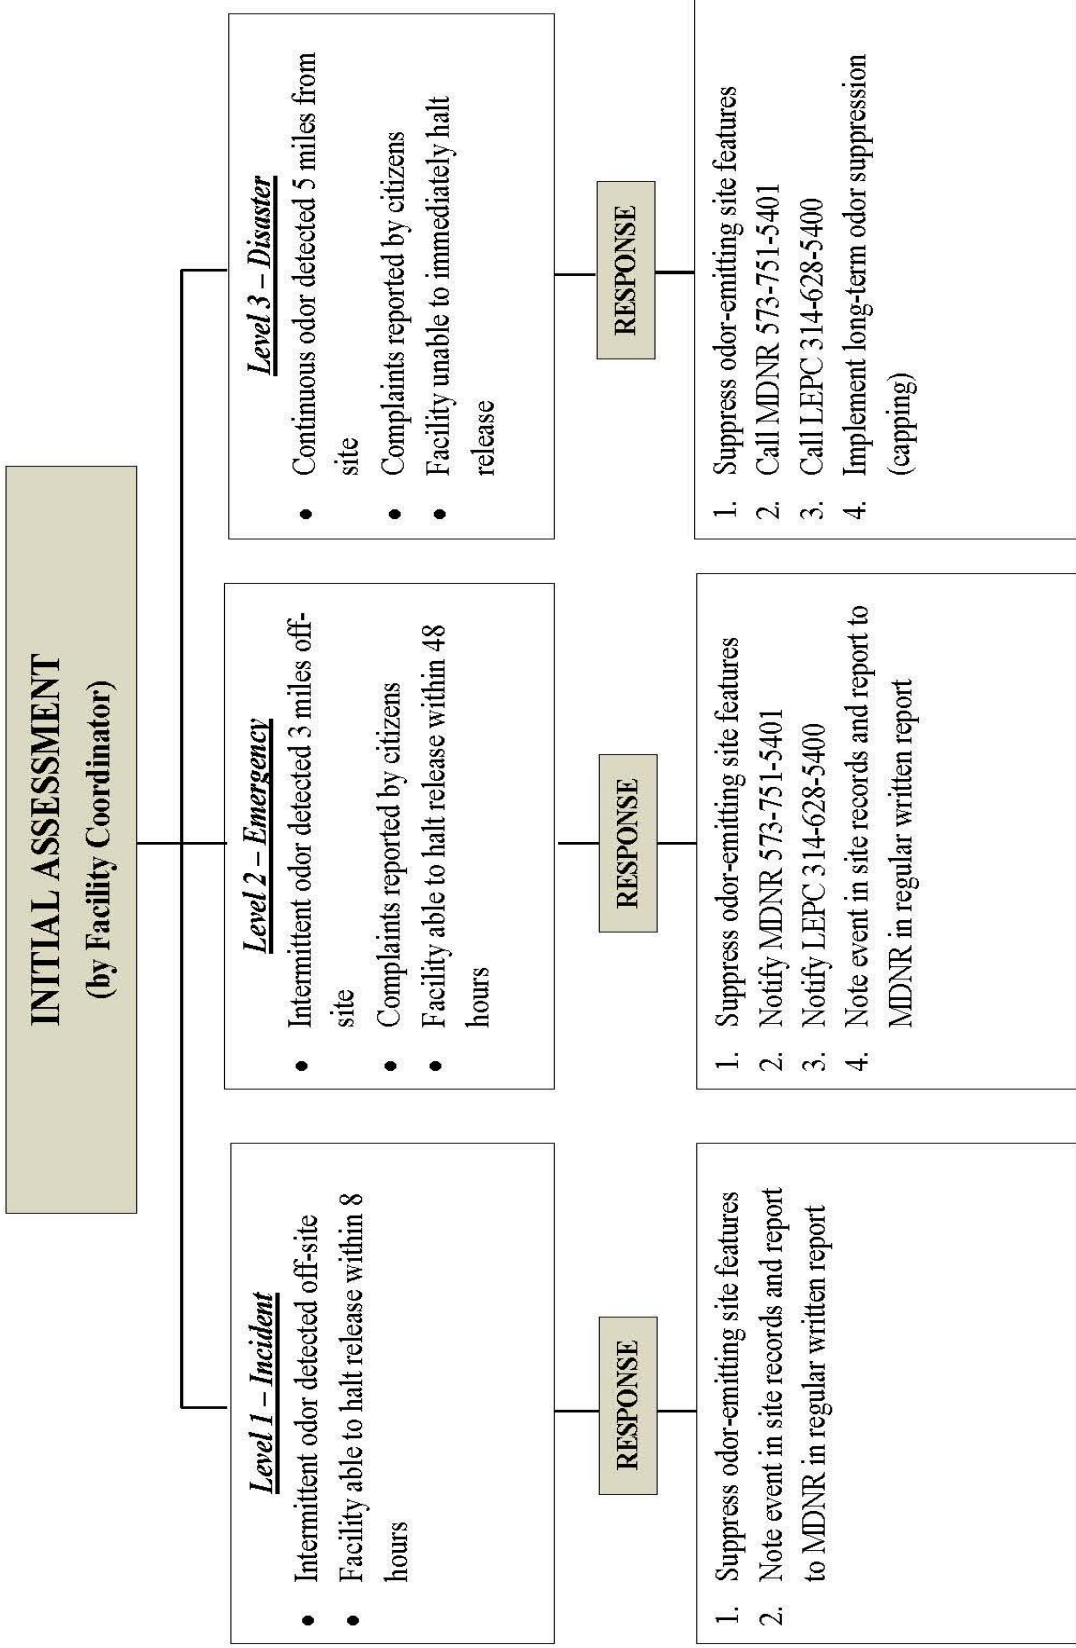 INITIAL ASSESSMENT
(by Facility Coordinator)
Level 1 – Incident
• Intermittent odor detected off-site
• Facility able to halt release within 8
hours
RESPONSE
1. Suppress odor-emitting site features
2. Note event in site records and report
to MDNR in regular written report
Level 2 – Emergency
• Intermittent odor detected 3 miles off-
site
• Complaints reported by citizens
• Facility able to halt release within 48
hours
RESPONSE
1. Suppress odor-emitting site features
2. Notify MDNR 573-751-5401
3. Notify LEPC 314-628-5400
4. Note event in site records and report to
MDNR in regular written report
Level 3 – Disaster
• Continuous odor detected 5 miles from
site
• Complaints reported by citizens
• Facility unable to immediately halt
release
RESPONSE
1. Suppress odor-emitting site features
2. Call MDNR 573-751-5401
3. Call LEPC 314-628-5400
4. Implement long-term odor suppression
(capping)